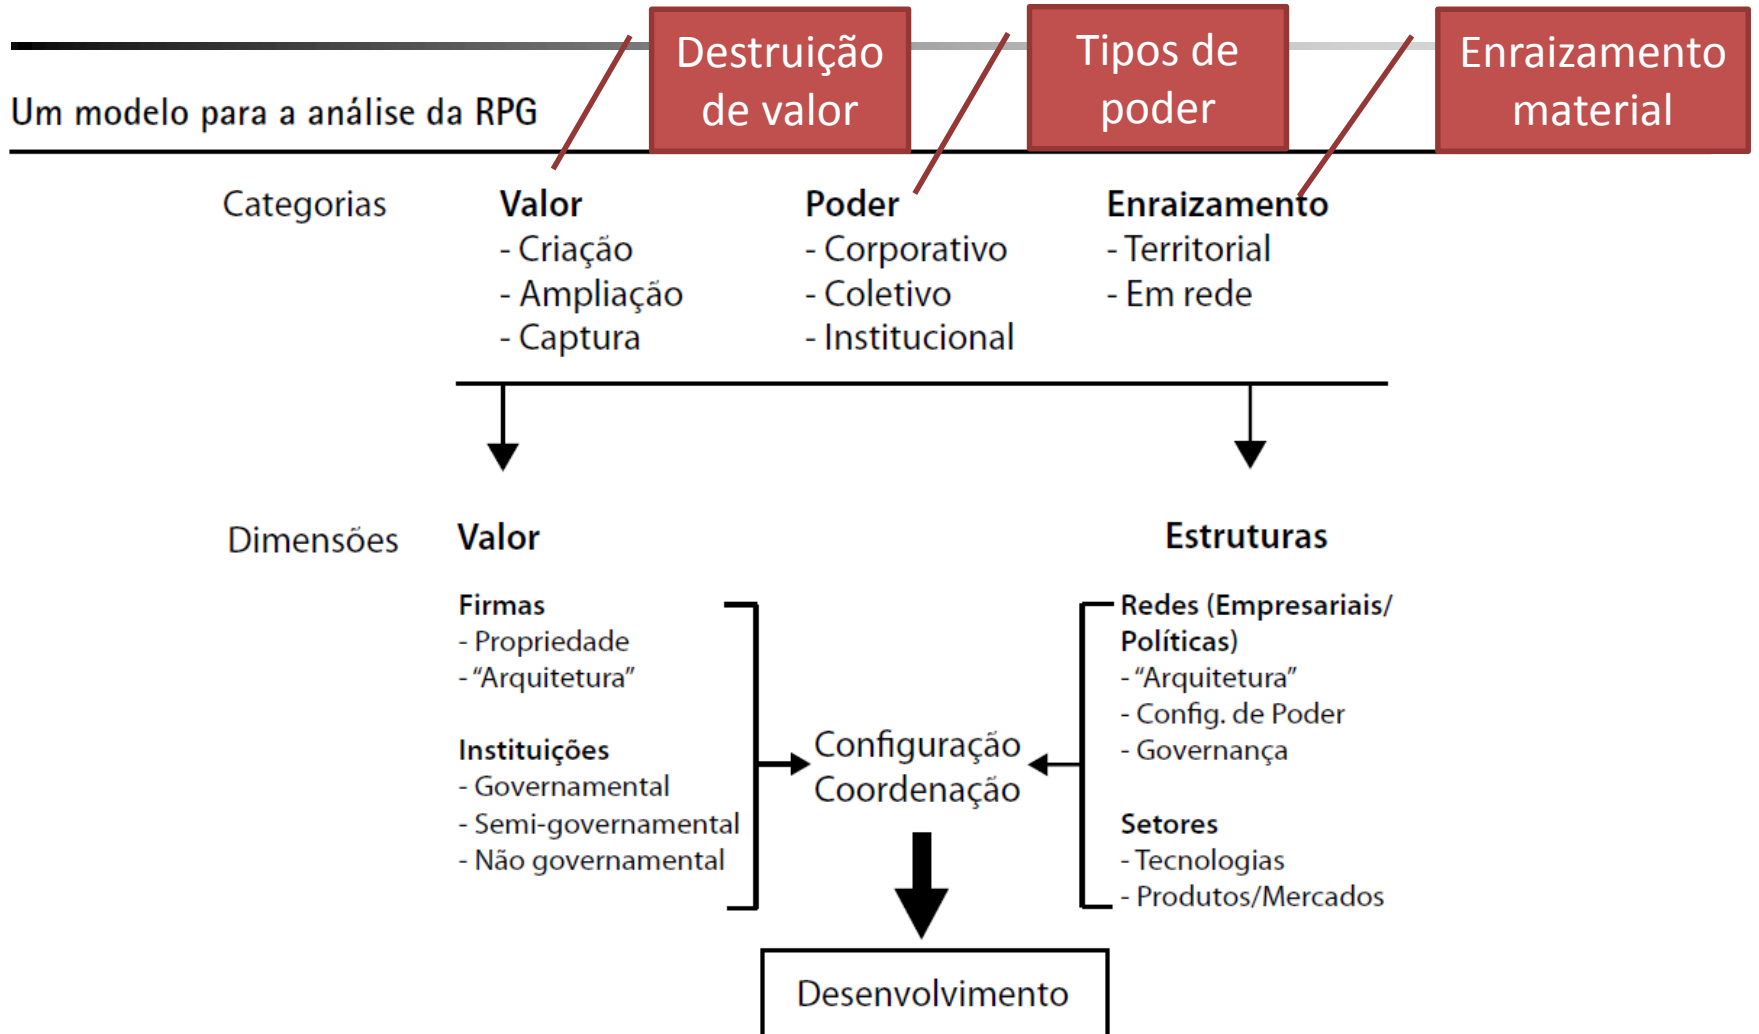 Destruição
de valor
Tipos de
poder
Enraizamento
material
Um modelo para a análise da RPG
Categorias
Valor
- Criação
- Ampliação
- Captura
Poder
- Corporativo
- Coletivo
- Institucional
Enraizamento
- Territorial
- Em rede
Dimensões
Valor
Firmas
- Propriedade
- “Arquitetura”
Instituições
- Governamental
- Semi-governamental
- Não governamental
Estruturas
Redes (Empresariais/
Políticas)
- “Arquitetura”
- Config. de Poder
- Governança
Setores
- Tecnologias
- Produtos/Mercados
Configuração
Coordenação
Desenvolvimento